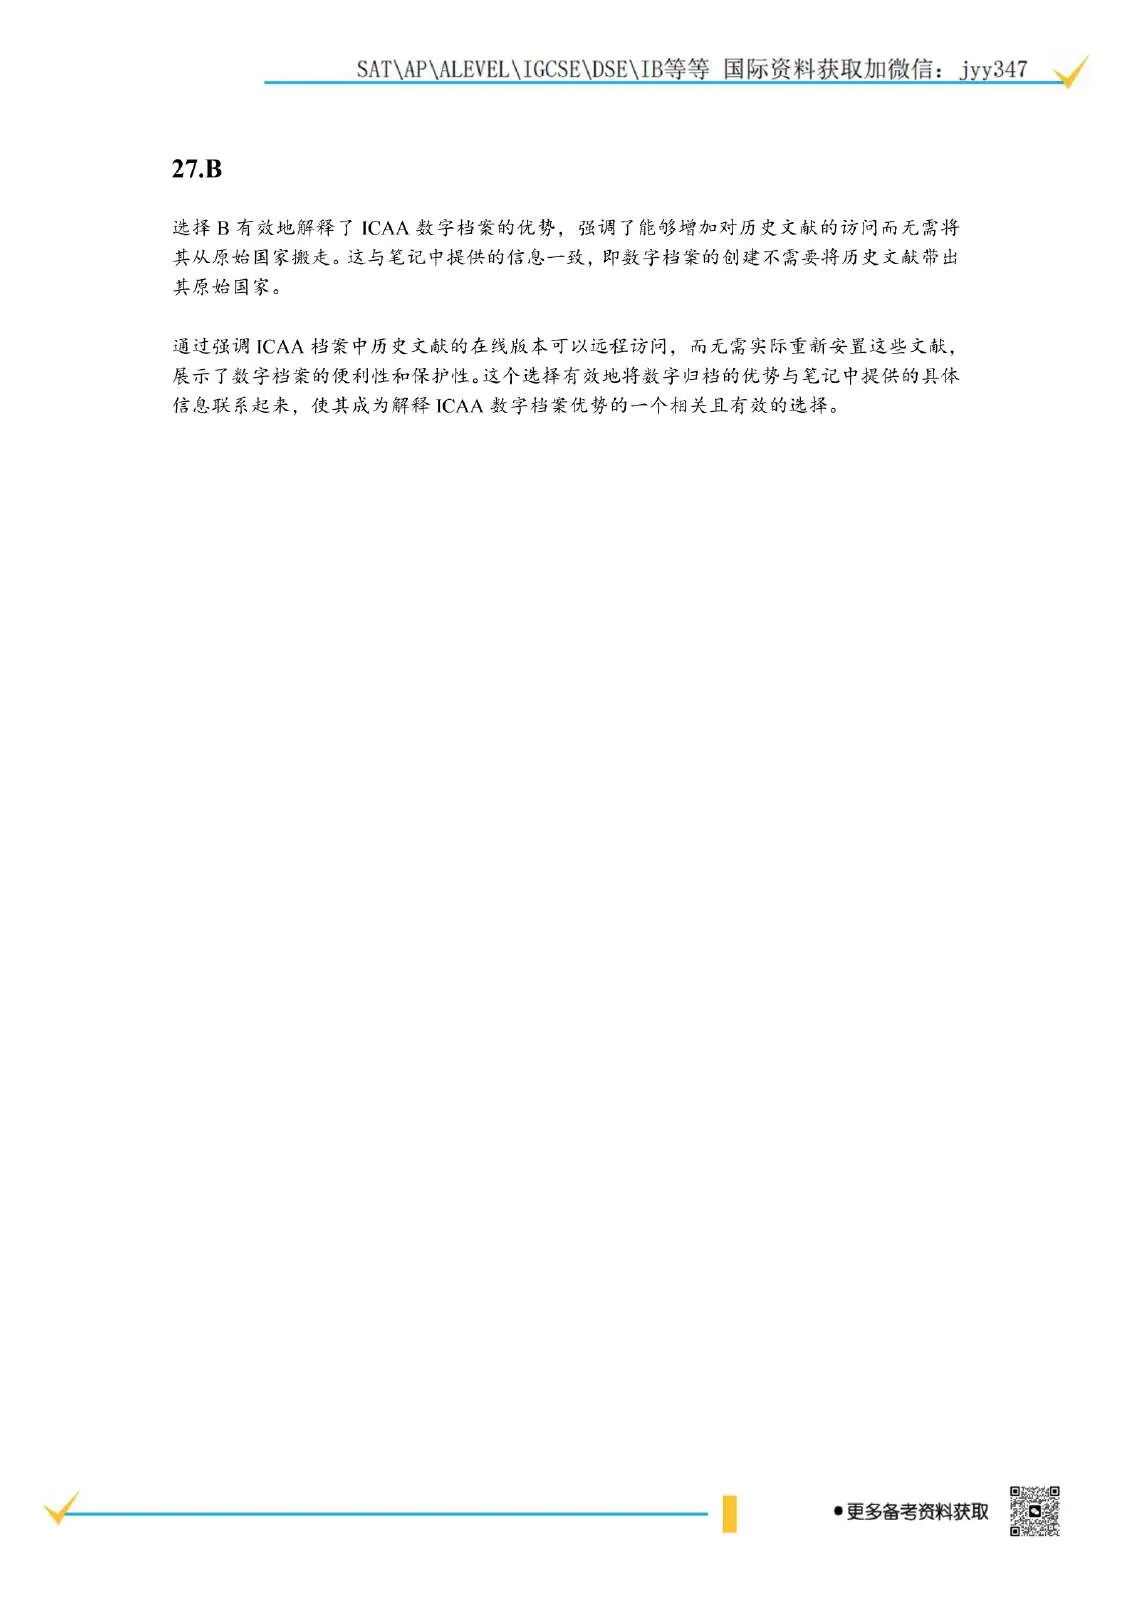 SAT\AP\ALEVEL\IGCSE\DSE\IB等等 国际资料获取加微信：jyy347
27.B
选择 B 有效地解释了 ICAA 数字档案的优势，强调了能够增加对历史文献的访问而无需将
其从原始国家搬走。这与笔记中提供的信息一致，即数字档案的创建不需要将历史文献带出
其原始国家。
通过强调 ICAA 档案中历史文献的在线版本可以远程访问，而无需实际重新安置这些文献，
展示了数字档案的便利性和保护性。这个选择有效地将数字归档的优势与笔记中提供的具体
信息联系起来，使其成为解释 ICAA 数字档案优势的一个相关且有效的选择。
●更多备考资料获取